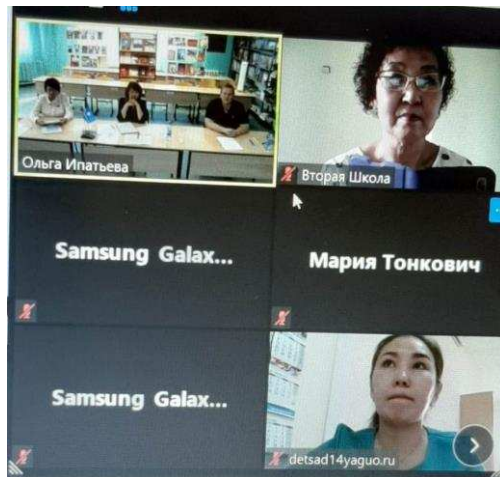 Ольга Ипатьева
Вторая Школа
Samsung Galax...
Мария Тонкович
Samsung Galax...
detsad14yaguo.ru